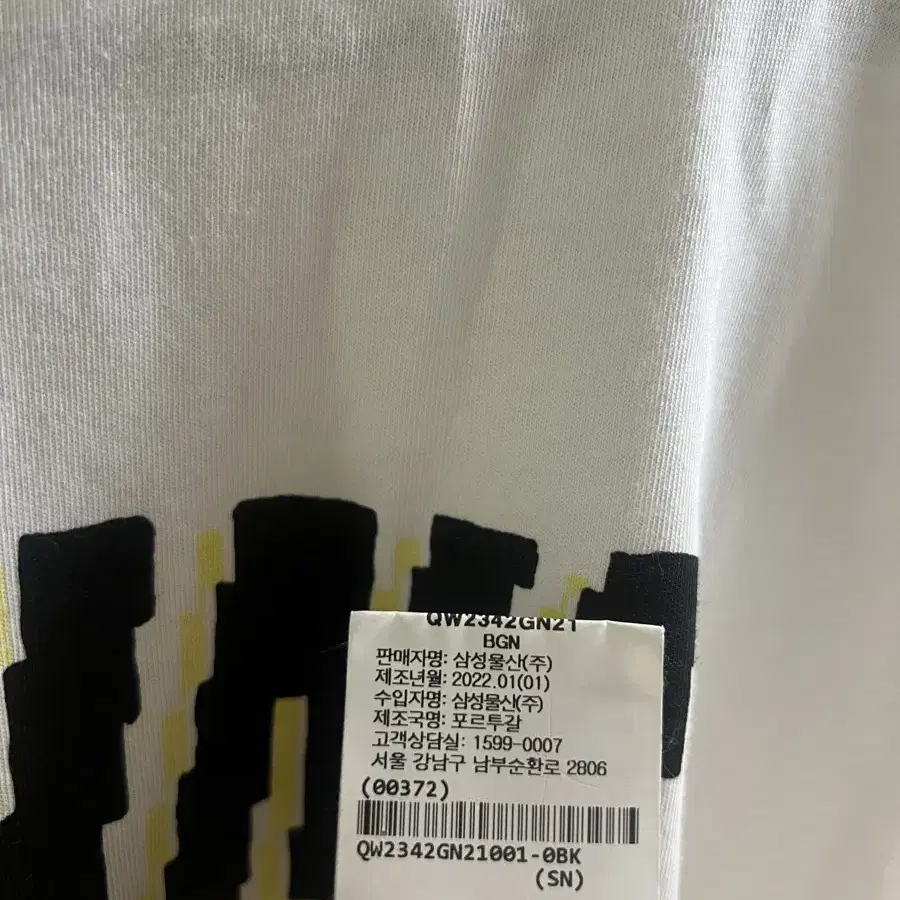 QW2342GN21
BGN
판매자명: 삼성물산(주)
제조년월: 2022.01(01)
수입자명: 삼성물산(주)
제조국명: 포르투갈
고객상담실: 1599-0007
서울 강남구 남부순환로 2806
(00372)
QW2342GN21001-0BK
(SN)